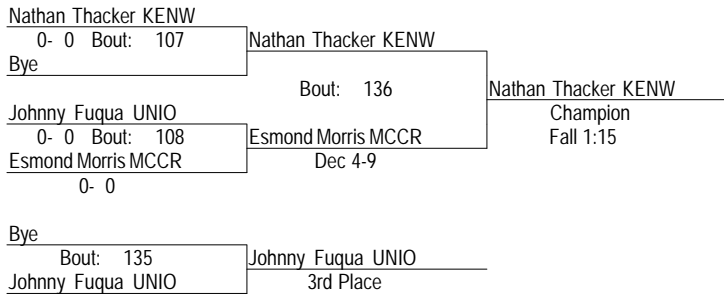 Nathan Thacker KENW
0- 0 Bout: 107
Nathan Thacker KENW
Bye
Bout: 136
Nathan Thacker KENW
Johnny Fuqua UNIO
Champion
0- 0 Bout: 108
Esmond Morris MCCR
Fall 1:15
Esmond Morris MCCR
Dec 4-9
0- 0
Bye
Bout: 135
Johnny Fuqua UNIO
Johnny Fuqua UNIO
3rd Place